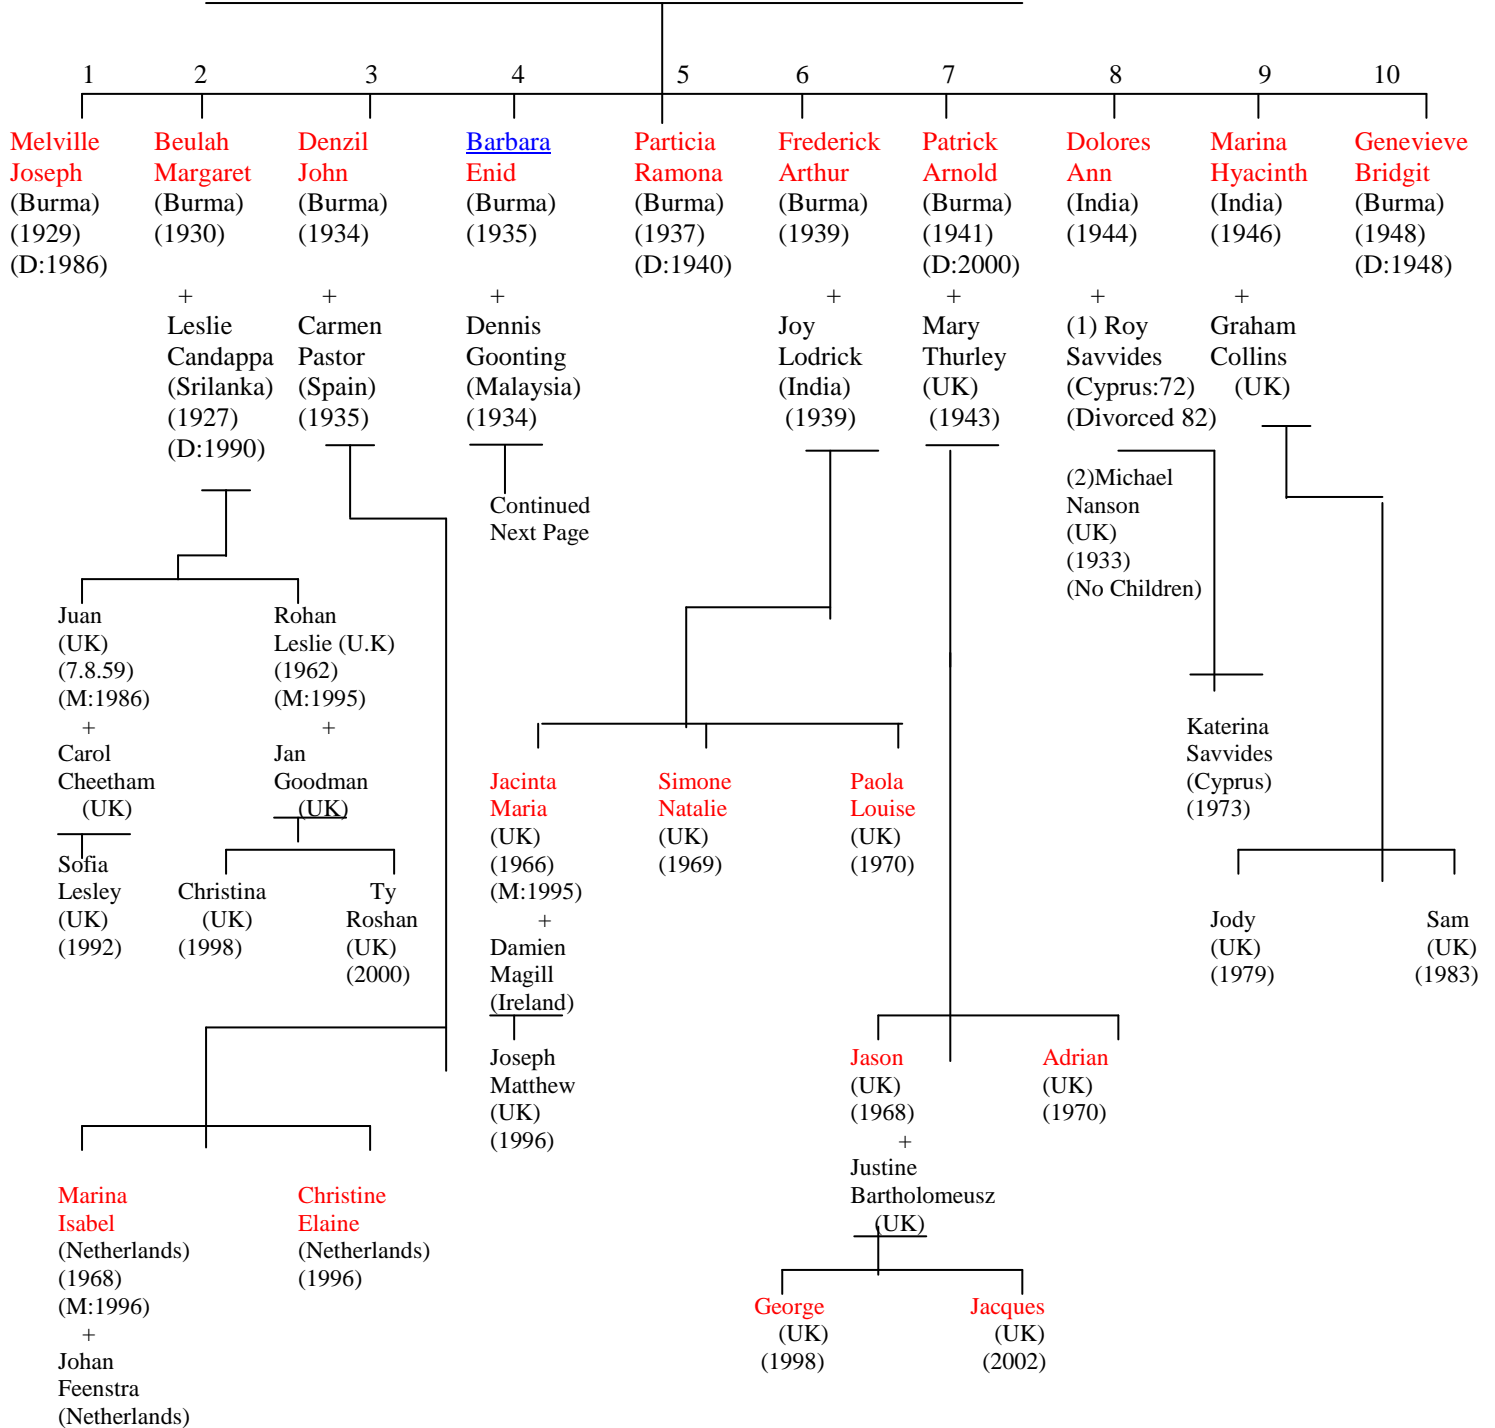 1 2 3 4 5 6 7 8 9 10
Melville
Joseph
(Burma)
(1929)
(D:1986)
Beulah
Margaret
(Burma)
(1930)
+
Leslie
Candappa
(Srilanka)
(1927)
(D:1990)
Denzil
John
(Burma)
(1934)
+
Carmen
Pastor
(Spain)
(1935)
Barbara
Enid
(Burma)
(1935)
+
Dennis
Goonting
(Malaysia)
(1934)
Continued
Next Page
Particia
Ramona
(Burma)
(1937)
(D:1940)
Frederick
Arthur
(Burma)
(1939)
+
Joy
Lodrick
(India)
(1939)
Patrick
Arnold
(Burma)
(1941)
(D:2000)
+
Mary
Thurley
(UK)
(1943)
Dolores
Ann
(India)
(1944)
+
(1) Roy
Savvides
(Cyprus:72)
(Divorced 82)
(2)Michael
Nanson
(UK)
(1933)
(No Children)
Marina
Hyacinth
(India)
(1946)
+
Graham
Collins
(UK)
Genevieve
Bridgit
(Burma)
(1948)
(D:1948)
Juan
(UK)
(7.8.59)
(M:1986)
+
Carol
Cheetham
(UK)
Sofia
Lesley
(UK)
(1992)
Rohan
Leslie (U.K)
(1962)
(M:1995)
+
Jan
Goodman
(UK)
Christina
(UK)
(1998)
Ty
Roshan
(UK)
(2000)
Jacinta
Maria
(UK)
(1966)
(M:1995)
+
Damien
Magill
(Ireland)
Joseph
Matthew
(UK)
(1996)
Simone
Natalie
(UK)
(1969)
Paola
Louise
(UK)
(1970)
Katerina
Savvides
(Cyprus)
(1973)
Jody
(UK)
(1979)
Sam
(UK)
(1983)
Jason
(UK)
(1968)
+
Justine
Bartholomeusz
(UK)
Adrian
(UK)
(1970)
George
(UK)
(1998)
Jacques
(UK)
(2002)
Marina
Isabel
(Netherlands)
(1968)
(M:1996)
+
Johan
Feenstra
(Netherlands)
Christine
Elaine
(Netherlands)
(1996)